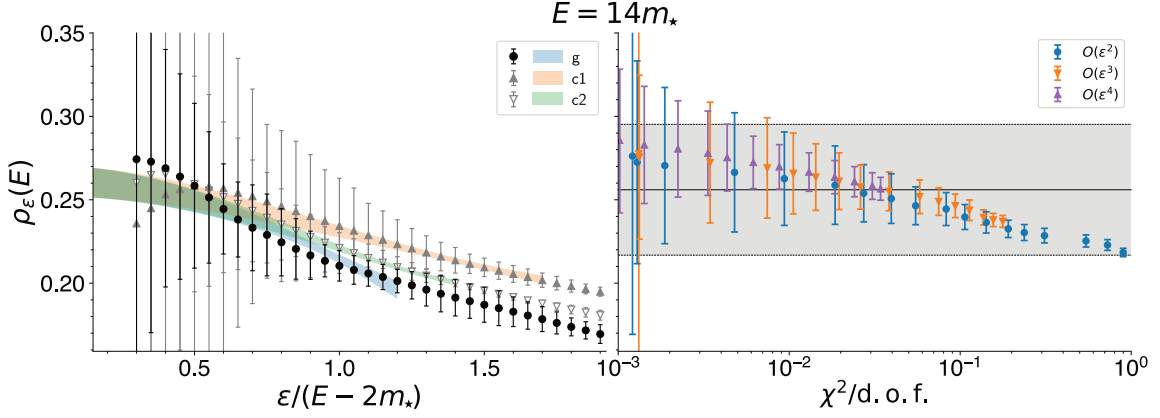 E = 14m⋆
0.35
0.30
0.25
0.20
ρε(E)
0.5
1.0
1.5
ε/(E − 2m⋆)
g
c1
c2
O(ε²)
O(ε³)
O(ε⁴)
10⁻³
10⁻²
10⁻¹
10⁰
χ²/d. o. f.